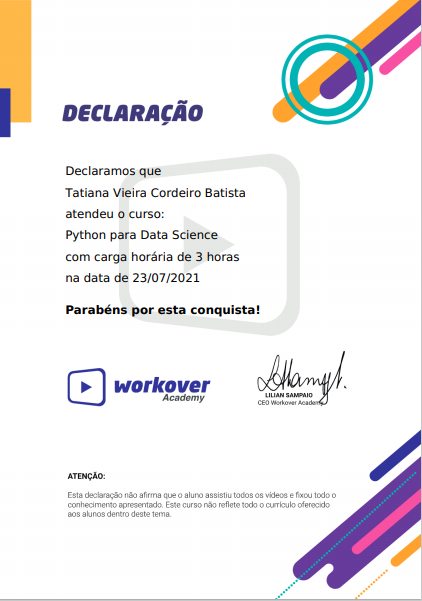 DECLARAÇÃO
Declaramos que
Tatiana Vieira Cordeiro Batista
atendeu o curso:
Python para Data Science
com carga horária de 3 horas
na data de 23/07/2021
Parabéns por esta conquista!
workover
Academy
LILIAN SAMPAIO
CEO Workover Academy
ATENÇÃO:
Esta declaração não afirma que o aluno assistiu todos os vídeos e fixou todo o
conhecimento apresentado. Este curso não reflete todo o currículo oferecido
aos alunos dentro deste tema.